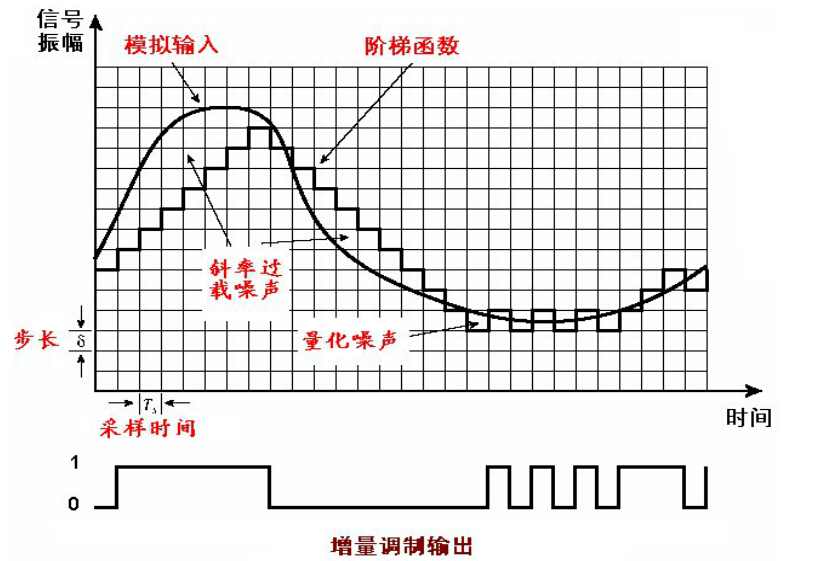 信号
振幅
模拟输入
阶梯函数
斜率过
载噪声
量化噪声
步长 δ
Ts
采样时间
时间
1
0
增量调制输出